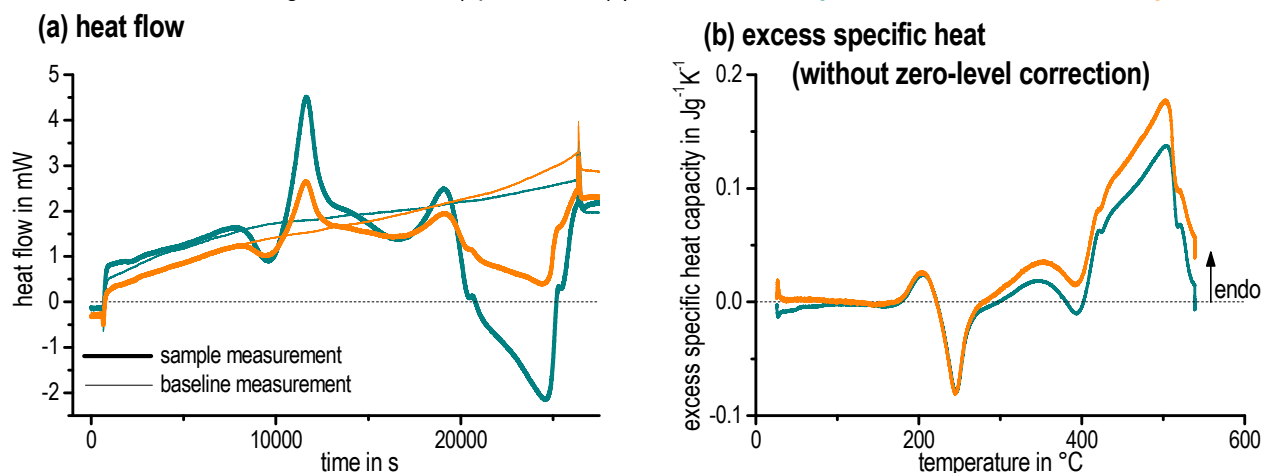 (a) heat flow
(b) excess specific heat
(without zero-level correction)
heat flow in mW
5
4
3
2
1
0
-1
-2
sample measurement
baseline measurement
0
10000
20000
time in s
excess specific heat capacity in Jg⁻¹K⁻¹
0.2
0.1
0.0
-0.1
endo
0
200
400
600
temperature in °C